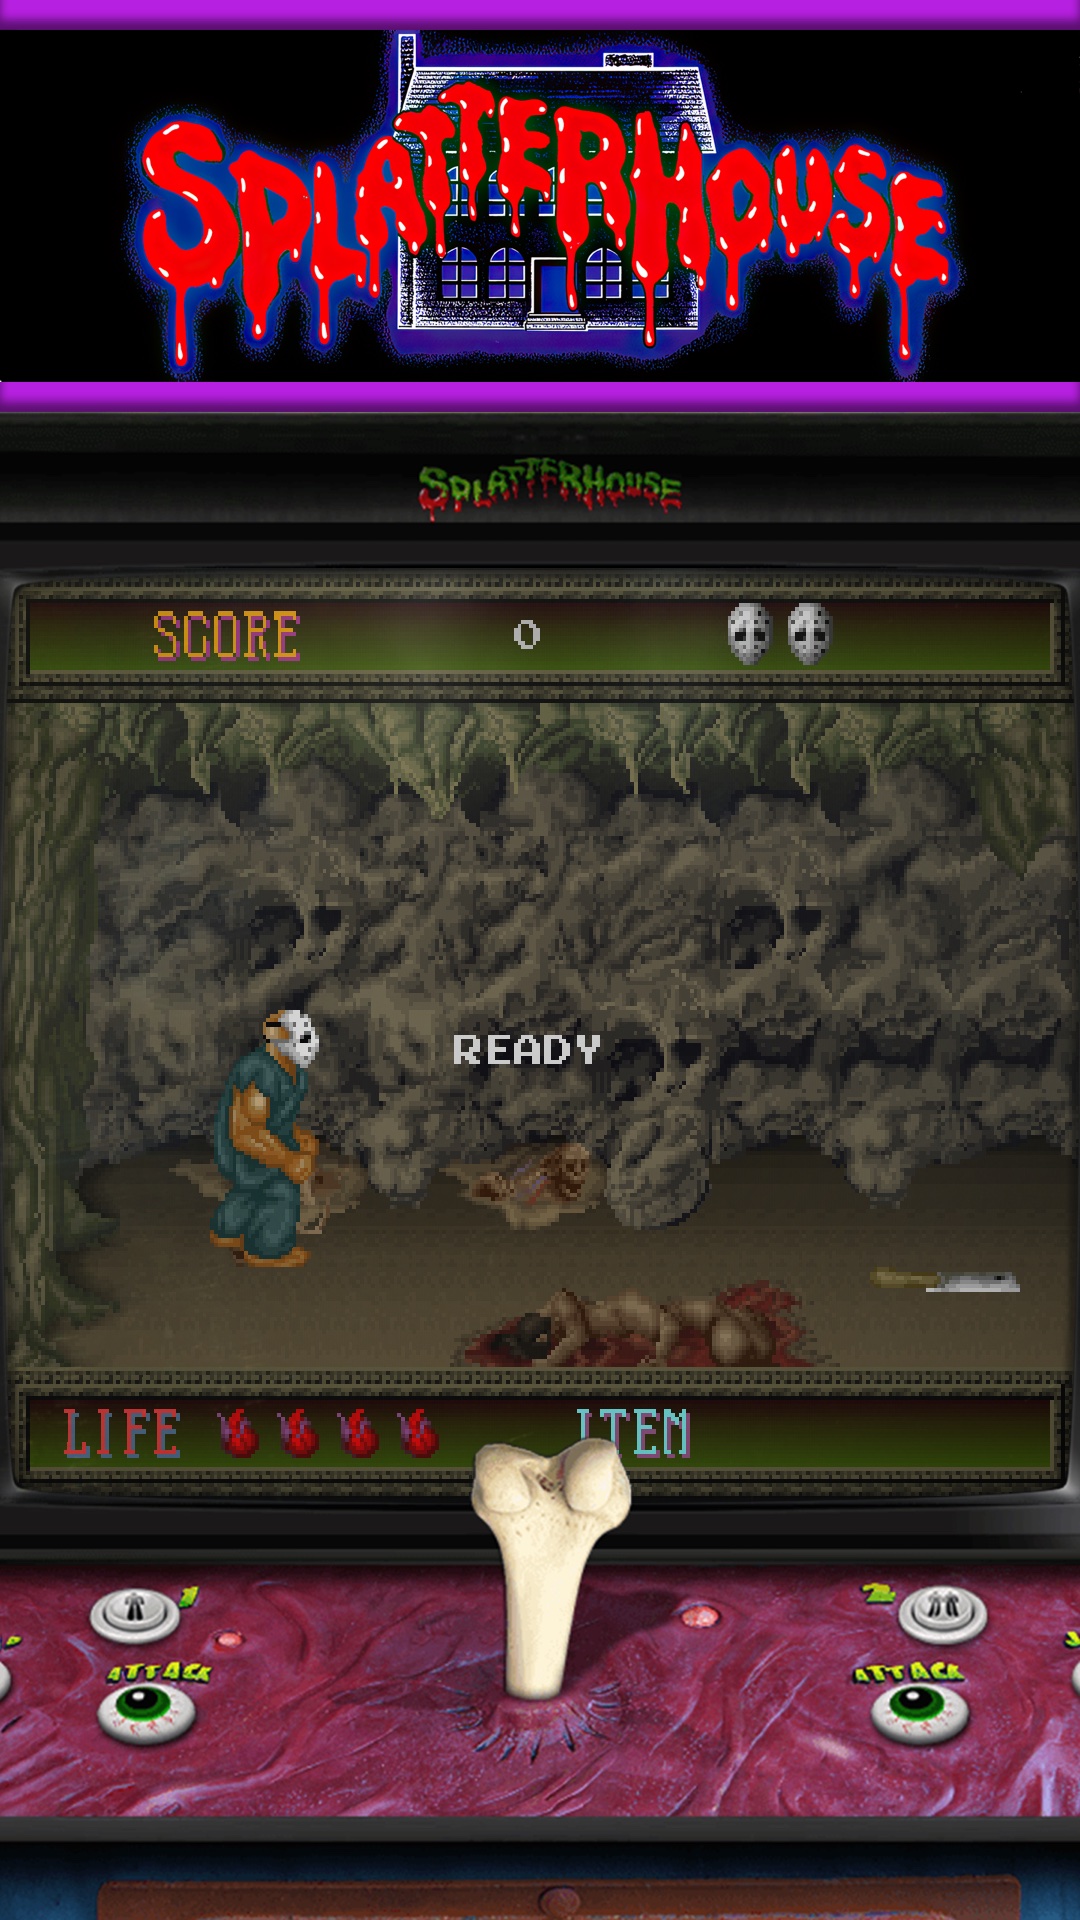 SPLATTERHOUSE
SPLATTERHOUSE
SCORE 0
READY
LIFE ITEM
1 2
ATTACK ATTACK